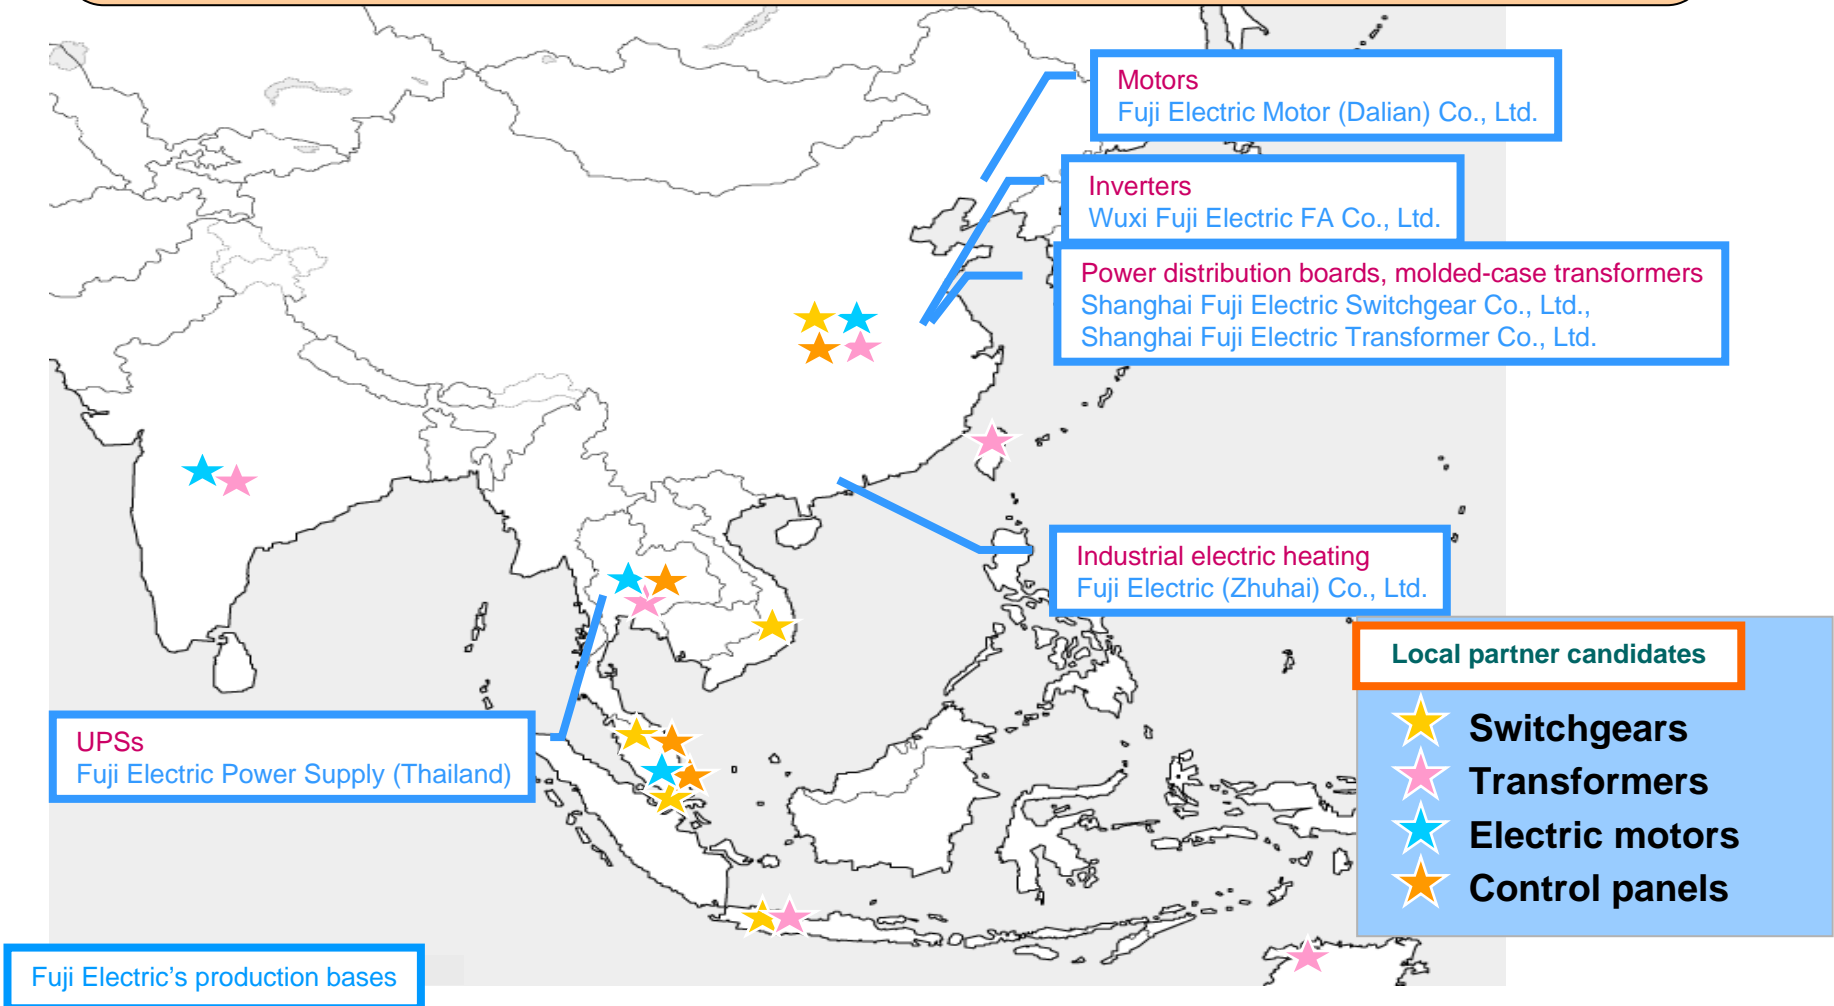 Motors
Fuji Electric Motor (Dalian) Co., Ltd.
Inverters
Wuxi Fuji Electric FA Co., Ltd.
Power distribution boards, molded-case transformers
Shanghai Fuji Electric Switchgear Co., Ltd.,
Shanghai Fuji Electric Transformer Co., Ltd.
Industrial electric heating
Fuji Electric (Zhuhai) Co., Ltd.
Local partner candidates
Switchgears
Transformers
Electric motors
Control panels
UPSs
Fuji Electric Power Supply (Thailand)
Fuji Electric’s production bases